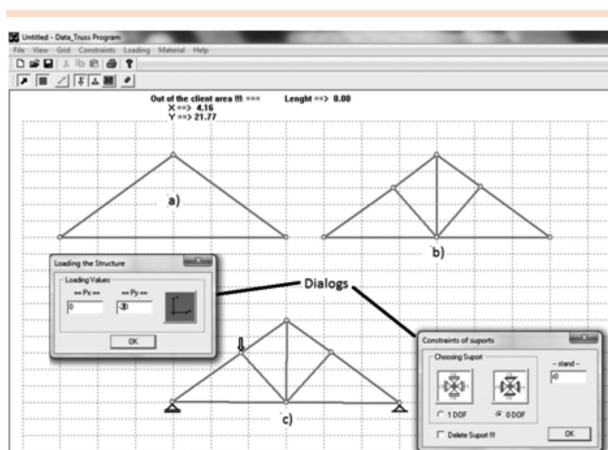 Untitled - Data_Truss Program
File View Grid Constraints Loading Material Help
Out of the client area !!! === Lenght ==> 0.00
X ==> 4.16
Y ==> 21.77
a)
b)
Loading the Structure
Loading Values
== Px == == Py ==
0
OK
Dialogs
Constraints of suports
Choosing Suport
- stand -
1 DOF 0 DOF
Delete Suport !!!
OK
c)